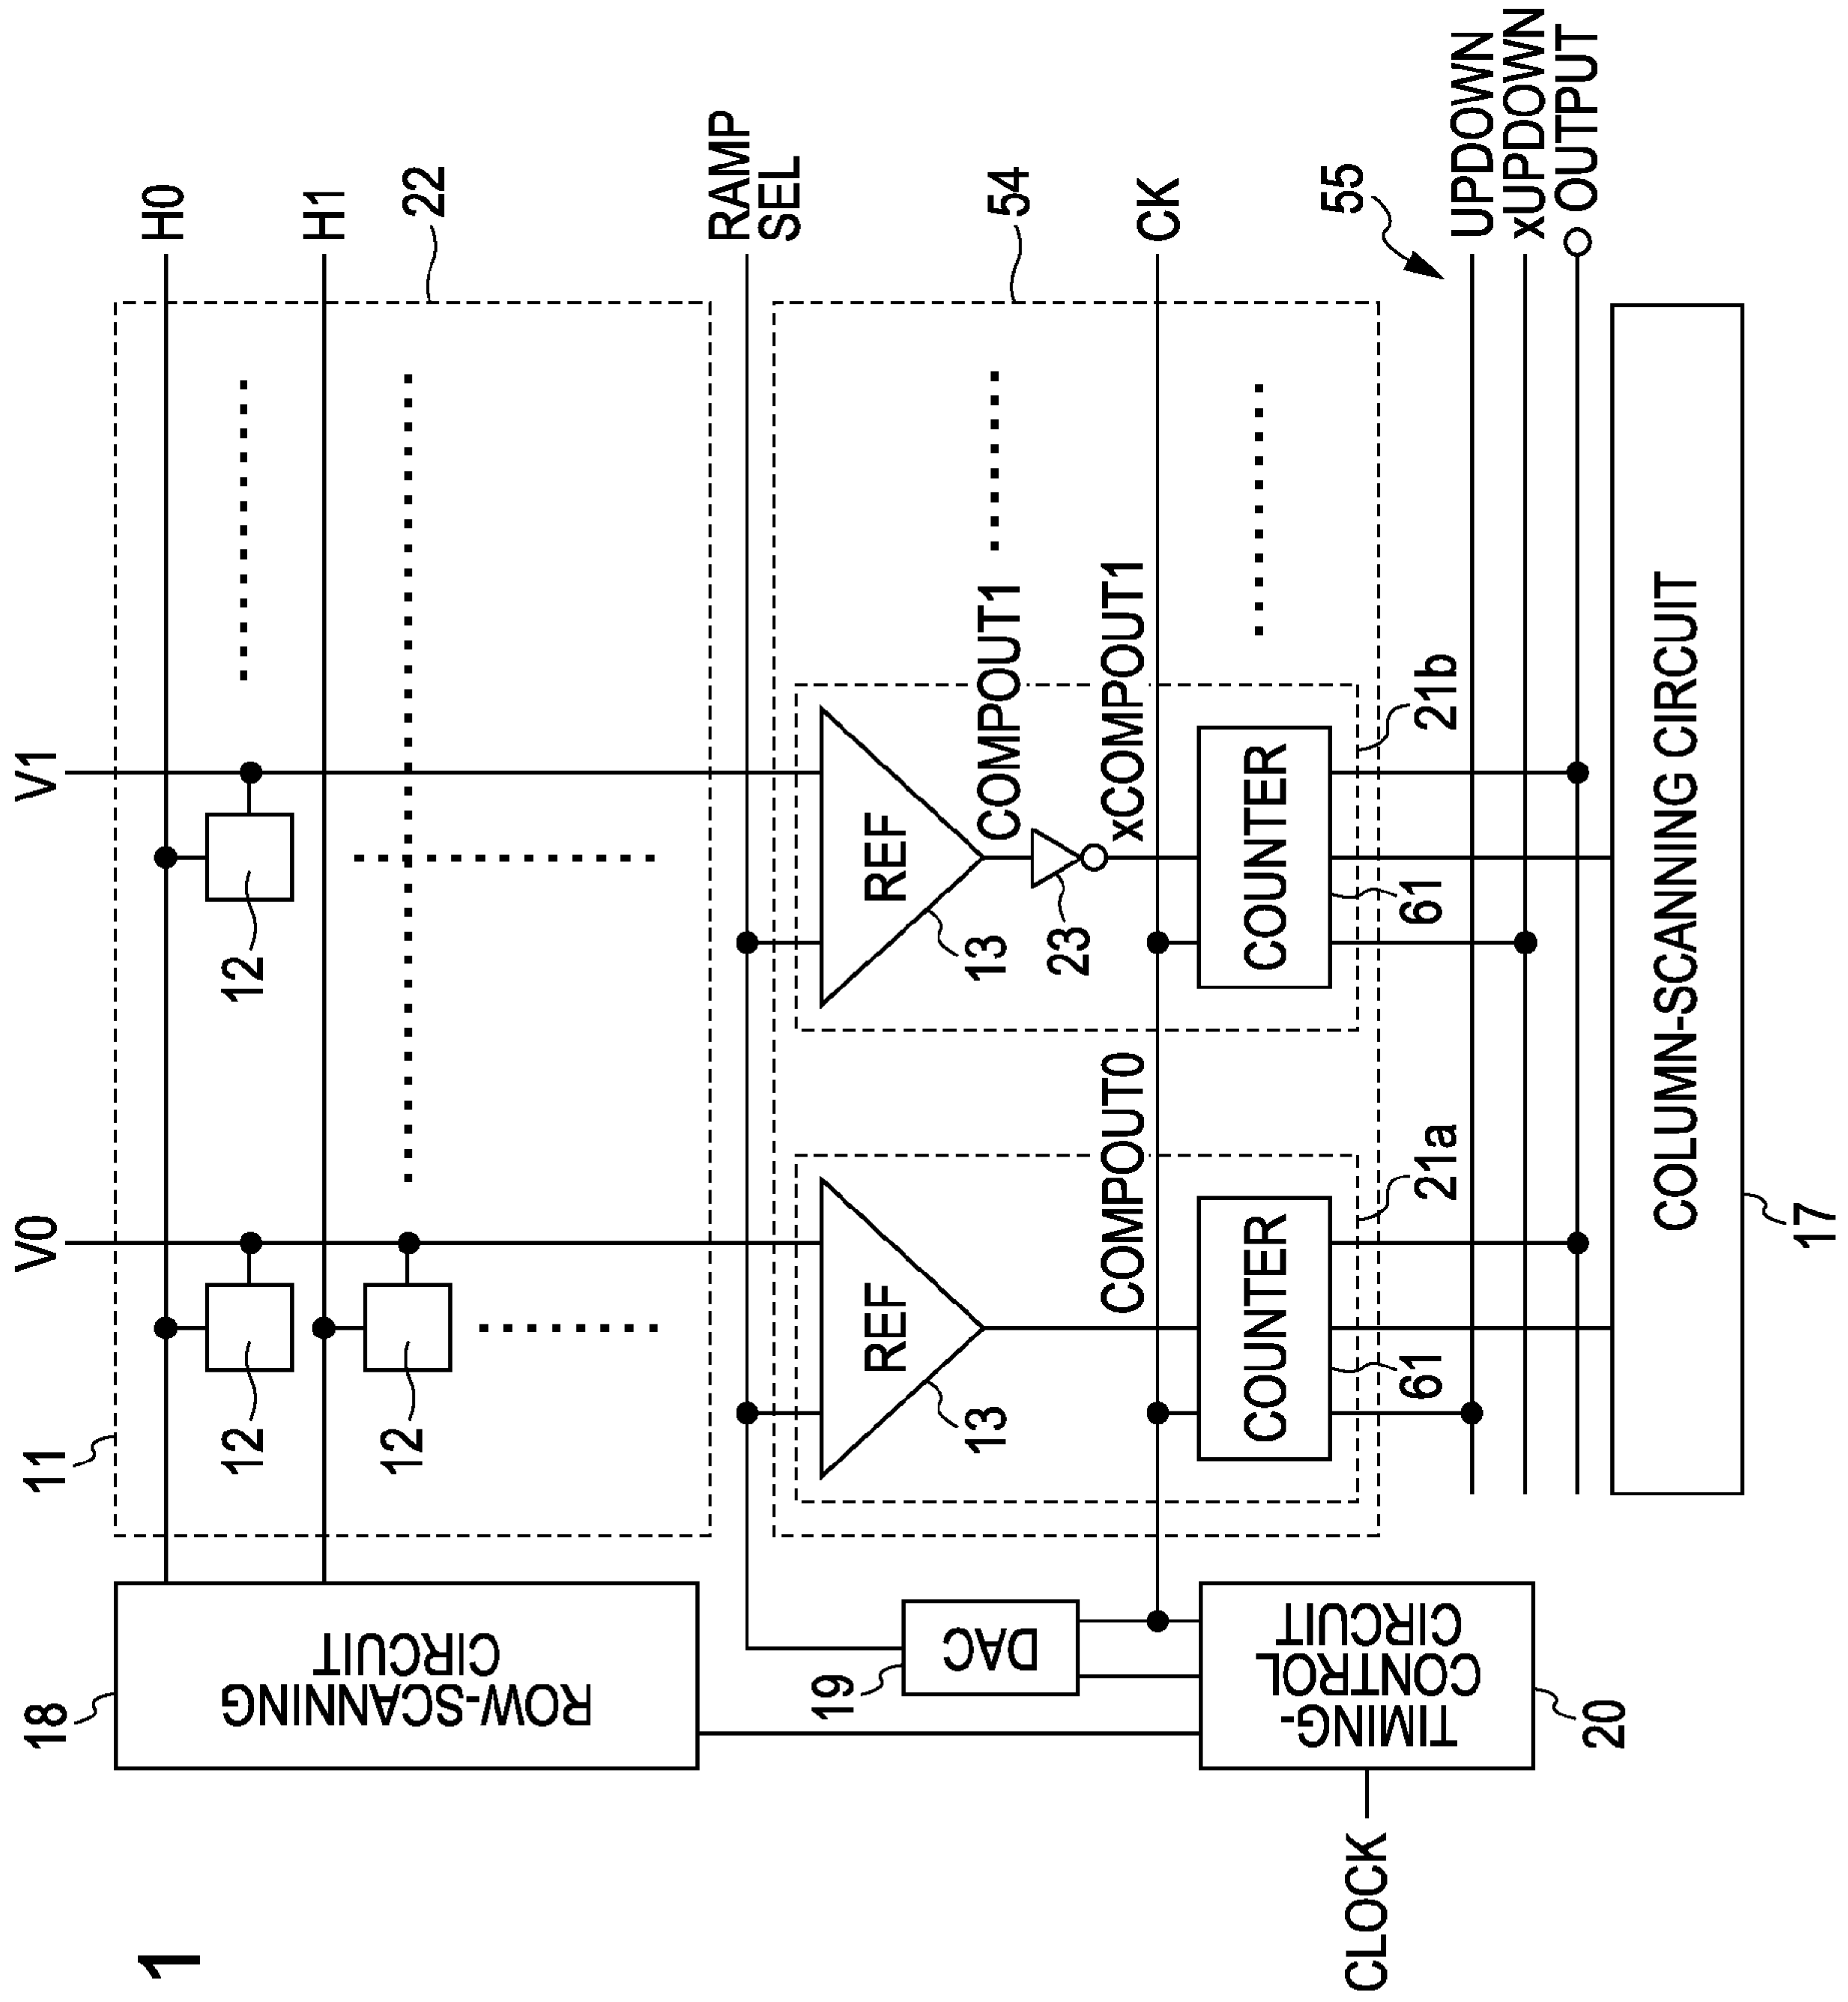 1
V0
V1
11
H0
H1
22
12
12
12
18
ROW-SCANNING
CIRCUIT
RAMP
SEL
54
REF
13
REF
13
COMPOUT1
23
xCOMPOUT1
COMPOUT0
CK
19
DAC
TIMING-
CONTROL
CIRCUIT
20
CLOCK
COUNTER
61
21a
COUNTER
61
21b
55
UPDOWN
xUPDOWN
OUTPUT
COLUMN-SCANNING CIRCUIT
17